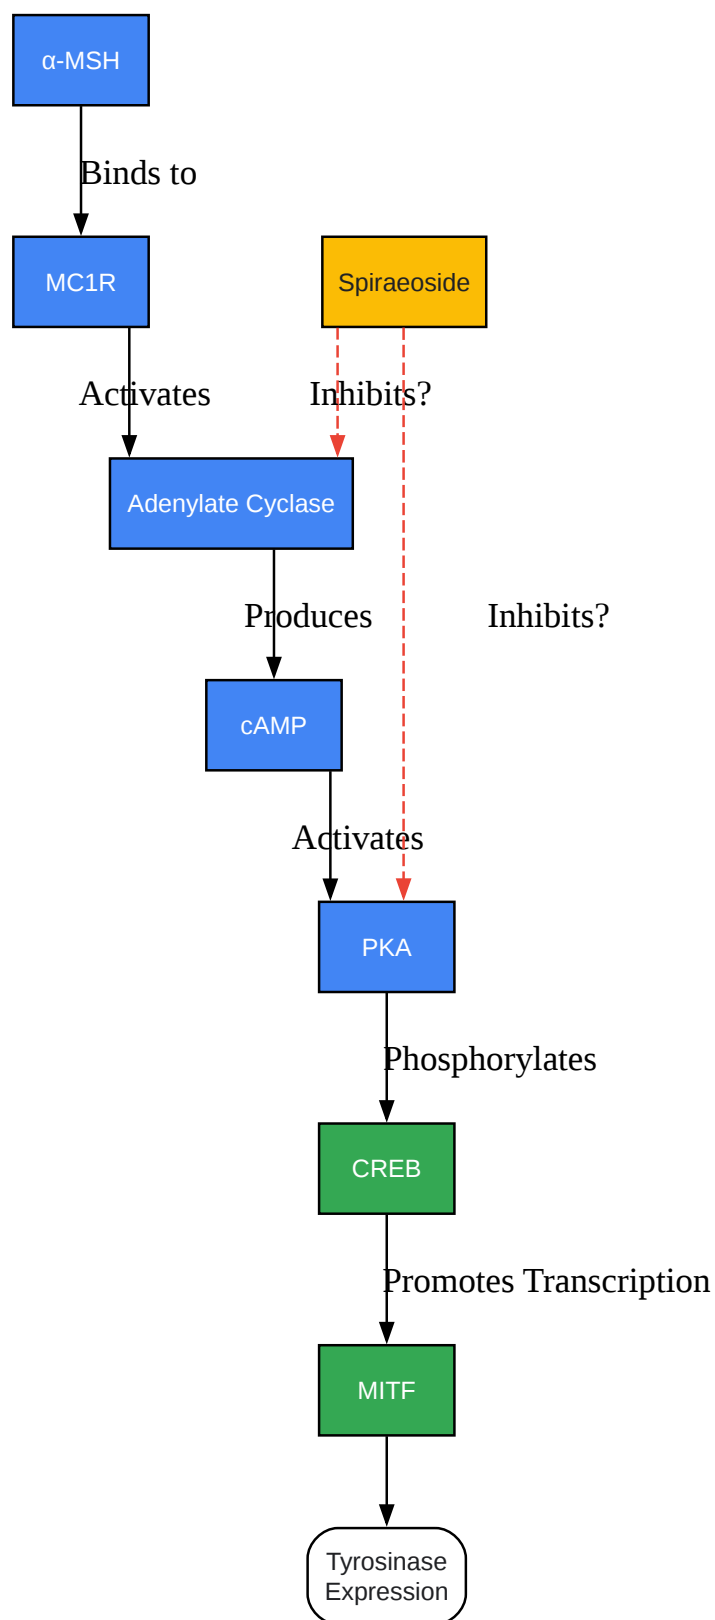 α-MSH
Binds to
MC1R
Spiraeoside
Activates
Inhibits?
Adenylate Cyclase
Produces
Inhibits?
cAMP
Activates
PKA
Phosphorylates
CREB
Promotes Transcription
MITF
Tyrosinase
Expression